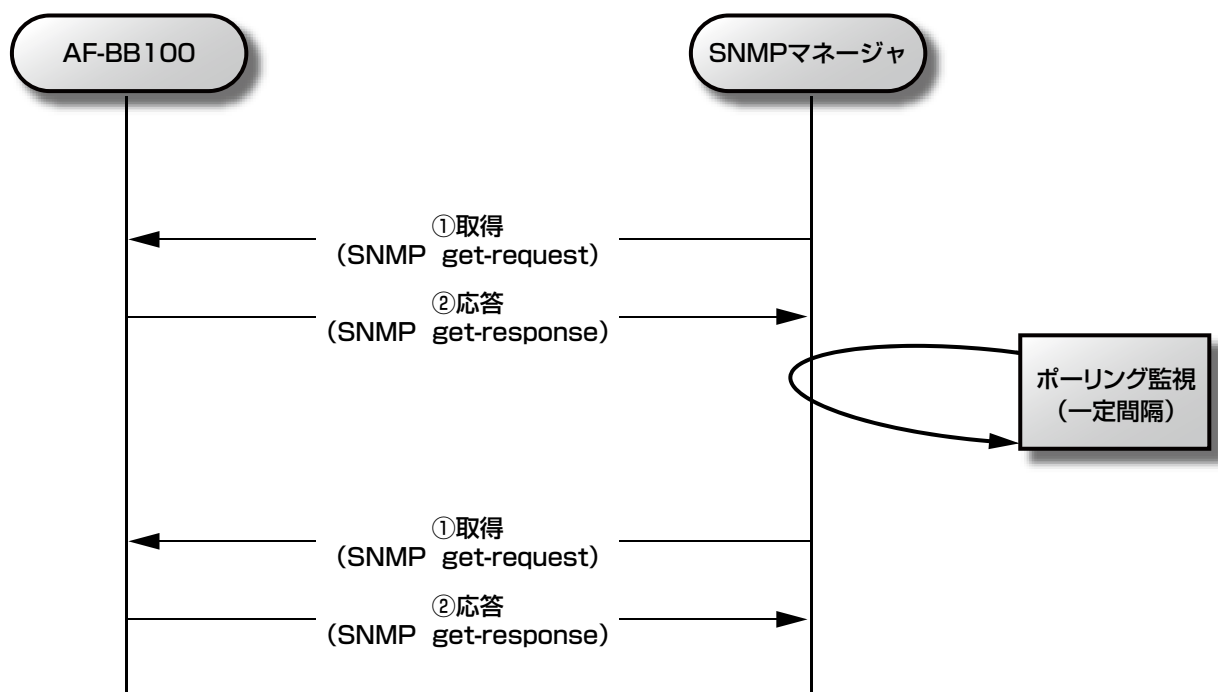 AF-BB100
SNMPマネージャ
①取得
（SNMP get-request）
②応答
（SNMP get-response）
ポーリング監視
（一定間隔）
①取得
（SNMP get-request）
②応答
（SNMP get-response）